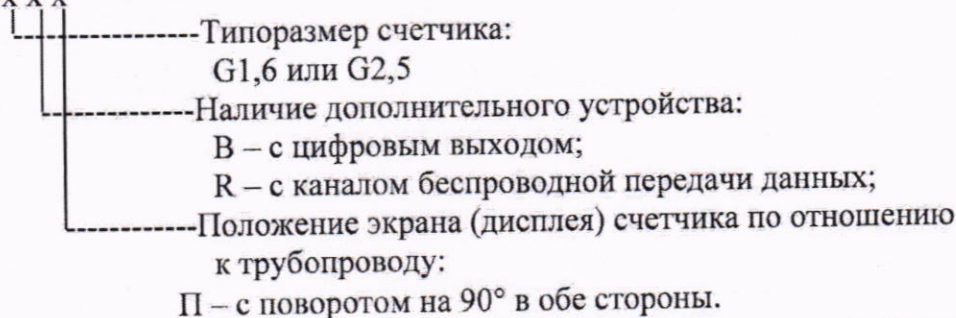 х х х
Типоразмер счетчика:
G1,6 или G2,5
Наличие дополнительного устройства:
В – с цифровым выходом;
R – с каналом беспроводной передачи данных;
Положение экрана (дисплея) счетчика по отношению
к трубопроводу:
П – с поворотом на 90° в обе стороны.